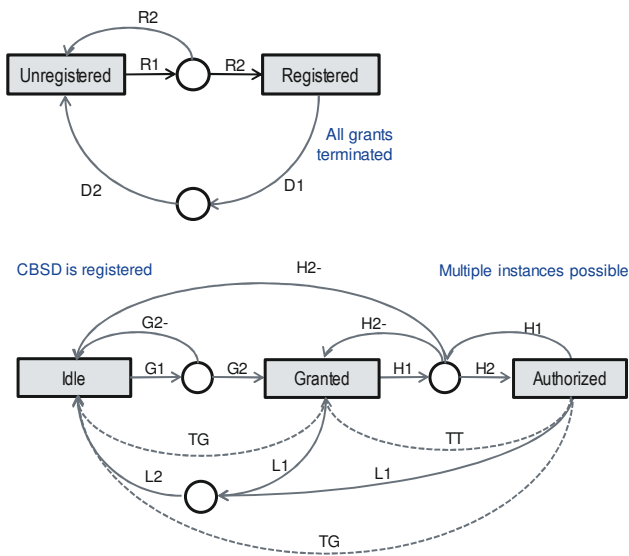 R2
Unregistered
R1
R2
Registered
All grants
terminated
D2
D1
CBSD is registered
H2-
Multiple instances possible
G2-
H2-
H1
Idle
G1
G2
Granted
H1
H2
Authorized
TG
TT
L2
L1
L1
TG